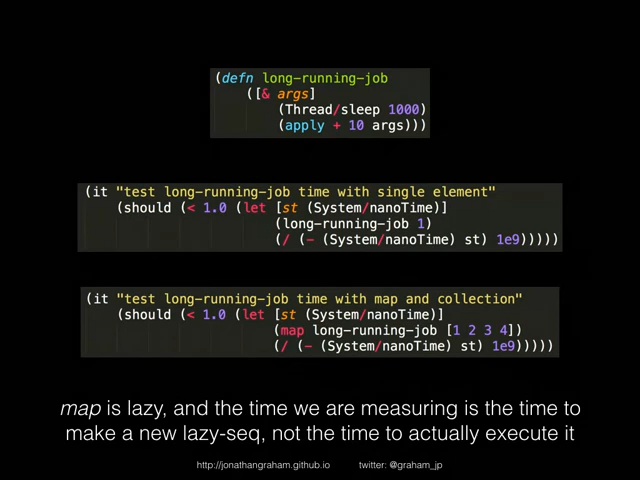 (defn long-running-job
([& args]
(Thread/sleep 1000)
(apply + 10 args)))
(it "test long-running-job time with single element"
(should (< 1.0 (let [st (System/nanoTime)]
(long-running-job 1)
(/ (- (System/nanoTime) st) 1e9)))))
(it "test long-running-job time with map and collection"
(should (< 1.0 (let [st (System/nanoTime)]
(map long-running-job [1 2 3 4])
(/ (- (System/nanoTime) st) 1e9)))))
map is lazy, and the time we are measuring is the time to
make a new lazy-seq, not the time to actually execute it
http://jonathangraham.github.io twitter: @graham_jp